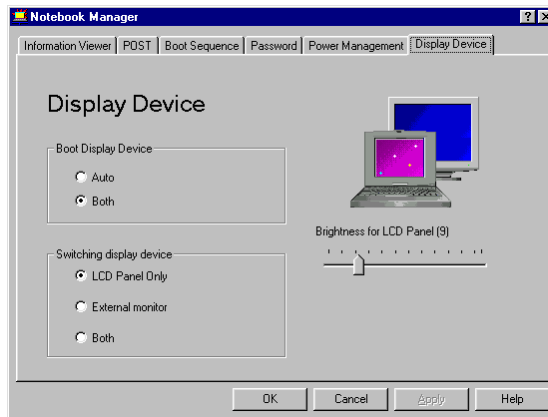 Notebook Manager
Information Viewer POST Boot Sequence Password Power Management Display Device
Display Device
Boot Display Device
Auto
Both
Brightness for LCD Panel (9)
Switching display device
LCD Panel Only
External monitor
Both
OK Cancel Apply Help